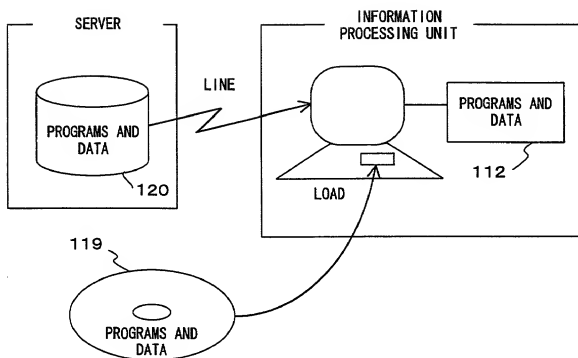 SERVER
INFORMATION
PROCESSING UNIT
LINE
PROGRAMS AND
DATA
120
PROGRAMS AND
DATA
112
LOAD
119
PROGRAMS AND
DATA